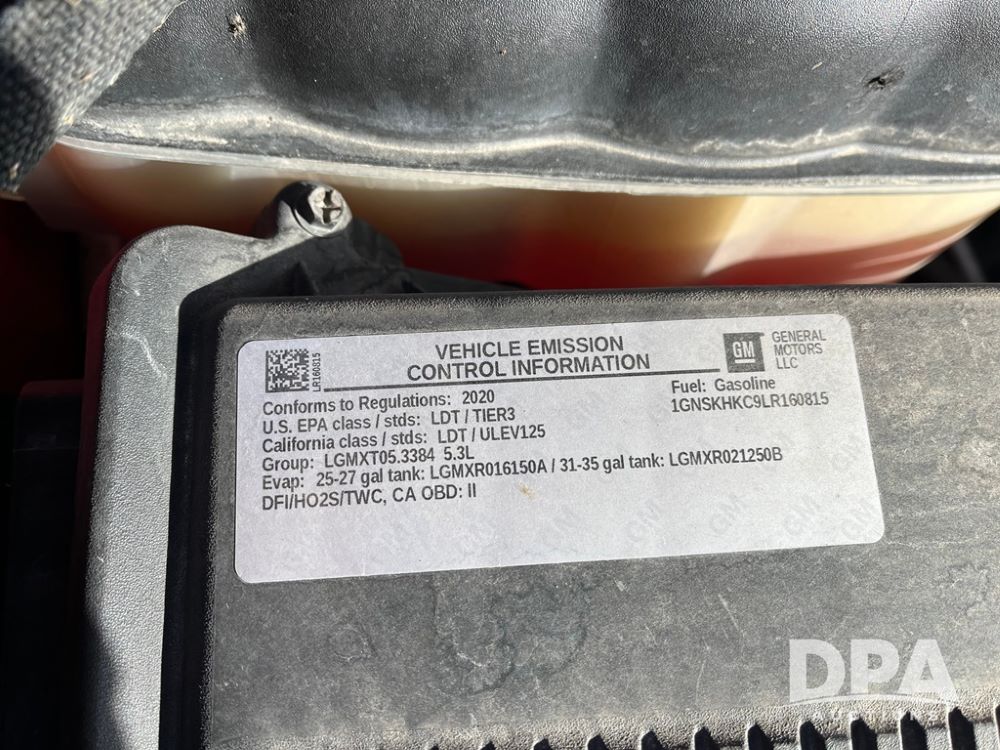 LR160815
VEHICLE EMISSION
CONTROL INFORMATION
GM
GENERAL
MOTORS
LLC
Conforms to Regulations: 2020
Fuel: Gasoline
U.S. EPA class / stds: LDT / TIER3
1GNSKHKC9LR160815
California class / stds: LDT / ULEV125
Group: LGMXT05.3384 5.3L
Evap: 25-27 gal tank: LGMXR016150A / 31-35 gal tank: LGMXR021250B
DFI/HO2S/TWC, CA OBD: II
DPA